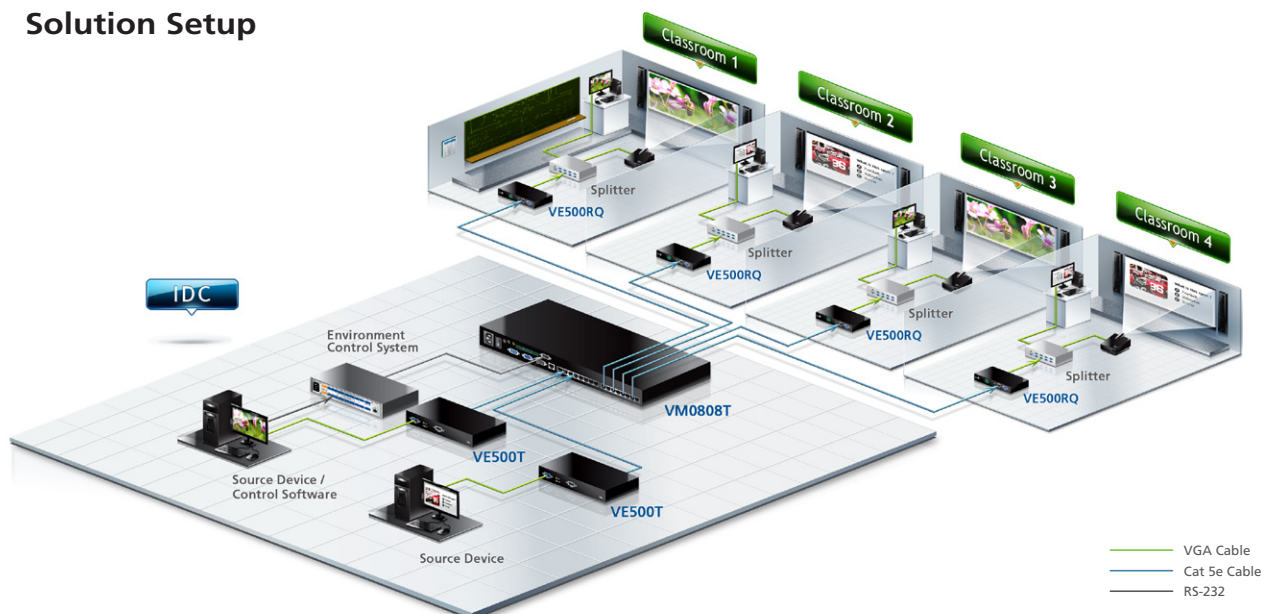 Solution Setup
Classroom 1
Classroom 2
Classroom 3
Classroom 4
Splitter
VE500RQ
Splitter
VE500RQ
Splitter
VE500RQ
Splitter
VE500RQ
IDC
Environment
Control System
VM0808T
VE500T
Source Device /
Control Software
VE500T
Source Device
VGA Cable
Cat 5e Cable
RS-232